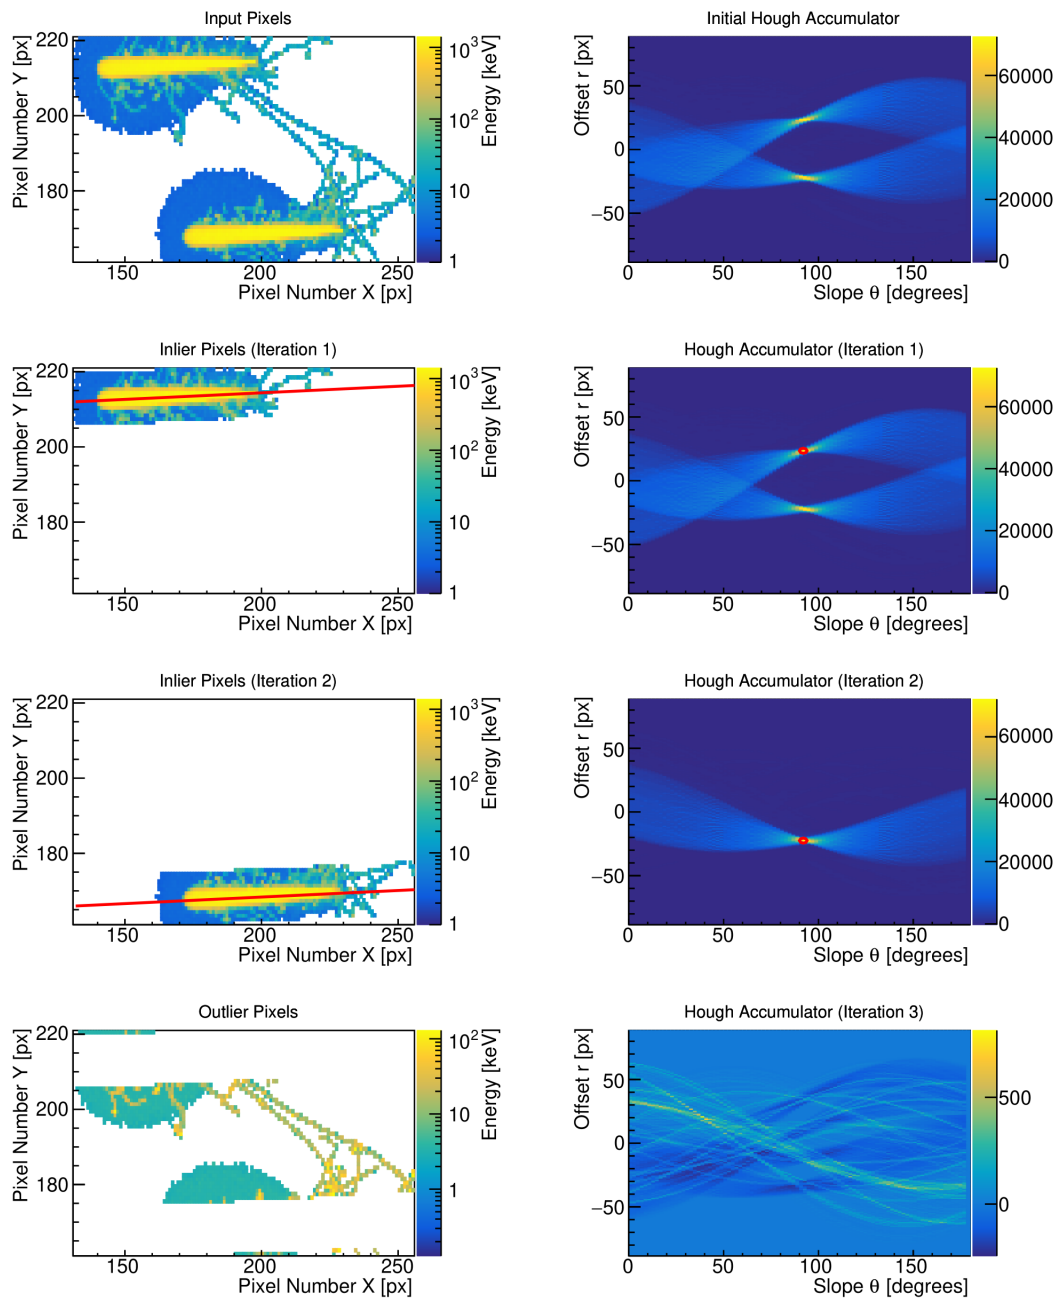 Input Pixels
Pixel Number Y [px]
220
200
180
150 200 250
Pixel Number X [px]
10³
10²
10
1
Energy [keV]
Initial Hough Accumulator
Offset r [px]
50
0
−50
0 50 100 150
Slope θ [degrees]
60000
40000
20000
0
Inlier Pixels (Iteration 1)
Pixel Number Y [px]
220
200
180
150 200 250
Pixel Number X [px]
10³
10²
10
1
Energy [keV]
Hough Accumulator (Iteration 1)
Offset r [px]
50
0
−50
0 50 100 150
Slope θ [degrees]
60000
40000
20000
0
Inlier Pixels (Iteration 2)
Pixel Number Y [px]
220
200
180
150 200 250
Pixel Number X [px]
10³
10²
10
1
Energy [keV]
Hough Accumulator (Iteration 2)
Offset r [px]
50
0
−50
0 50 100 150
Slope θ [degrees]
60000
40000
20000
0
Outlier Pixels
Pixel Number Y [px]
220
200
180
150 200 250
Pixel Number X [px]
10²
10
1
Energy [keV]
Hough Accumulator (Iteration 3)
Offset r [px]
50
0
−50
0 50 100 150
Slope θ [degrees]
500
0